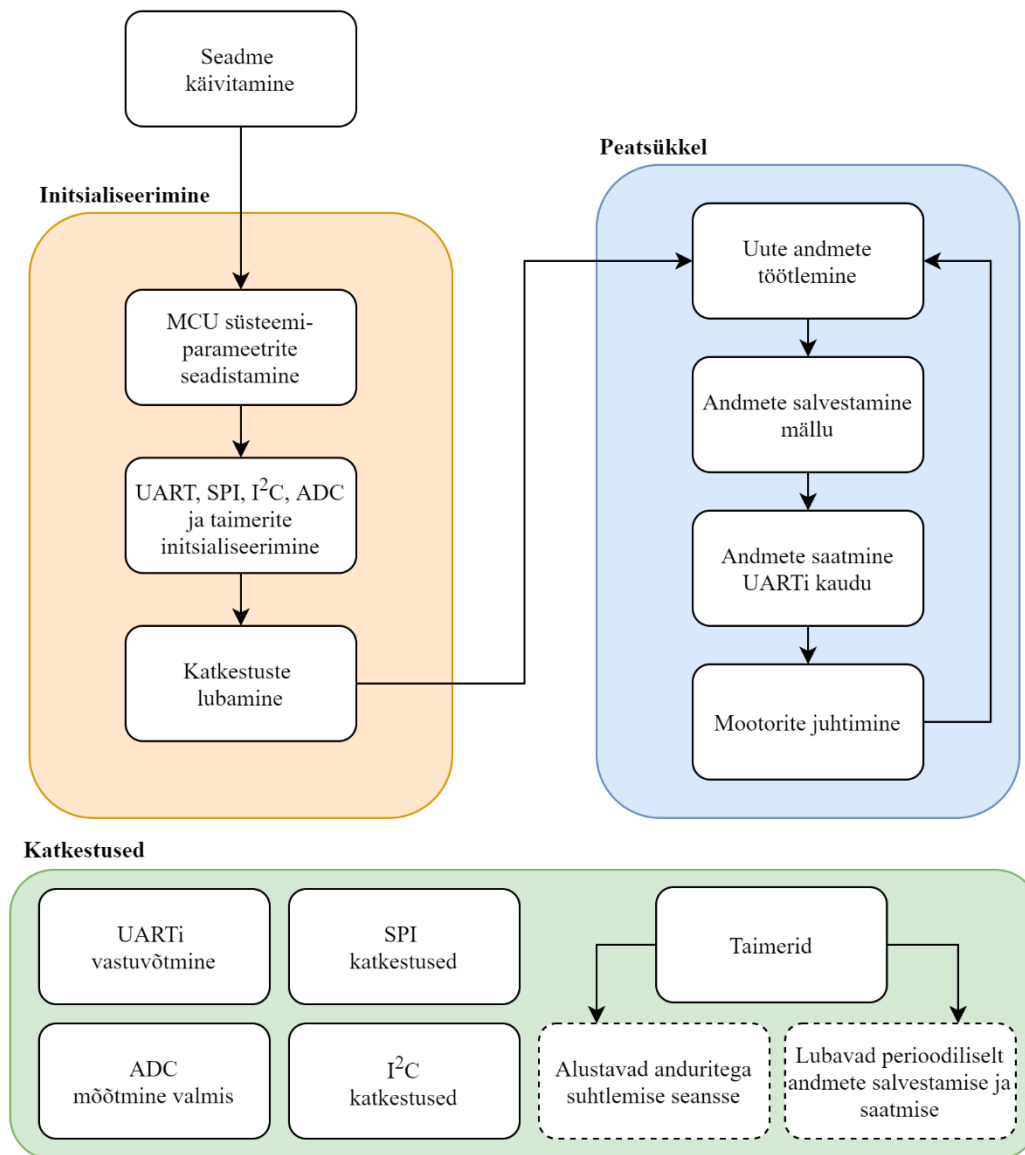 Seadme
käivitamine
Initsialiseerimine
MCU süsteemi-
parameetrite
seadistamine
UART, SPI, I²C, ADC
ja taimerite
initsialiseerimine
Katkestuste
lubamine
Peatsükkel
Uute andmete
töötlemine
Andmete salvestamine
mällu
Andmete saatmine
UARTi kaudu
Mootorite juhtimine
Katkestused
UARTi
vastuvõtmine
SPI
katkestused
Taimerid
ADC
mõõtmine valmis
I²C
katkestused
Alustavad anduritega
suhtlemise seansse
Lubavad perioodiliselt
andmete salvestamise ja
saatmise